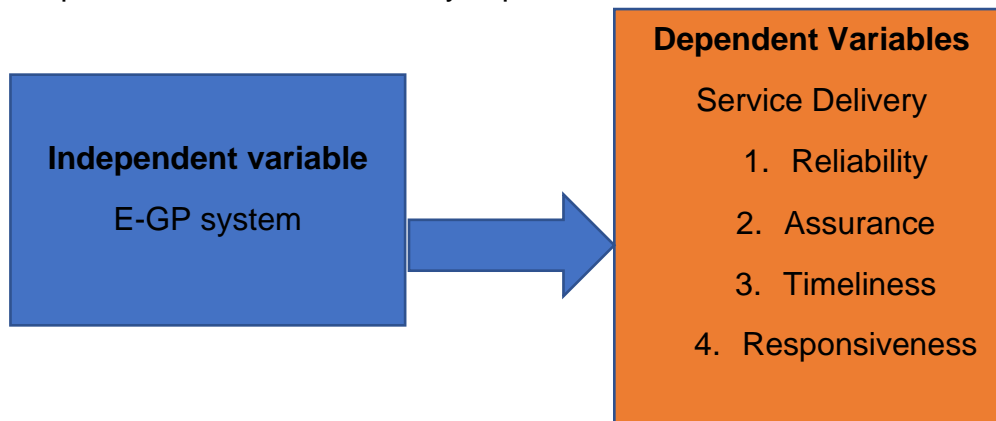 Independent variable
E-GP system
Dependent Variables
Service Delivery
1. Reliability
2. Assurance
3. Timeliness
4. Responsiveness